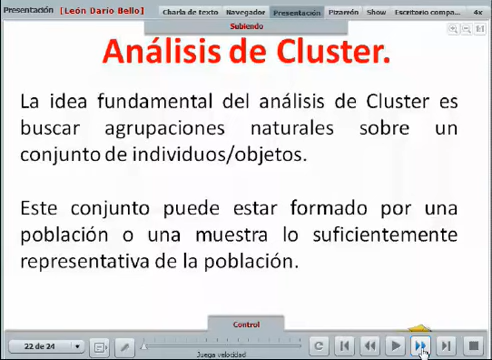 Presentación [León Darío Bello] Charla de texto Navegador Presentación Pizarrón Show Escritorio compa... 4x
Subiendo
Análisis de Cluster.
La idea fundamental del análisis de Cluster es
buscar agrupaciones naturales sobre un
conjunto de individuos/objetos.
Este conjunto puede estar formado por una
población o una muestra lo suficientemente
representativa de la población.
Control
22 de 24
Juega velocidad